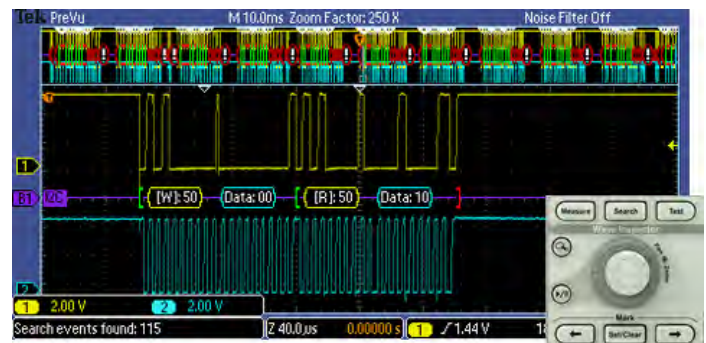 Tek PreVu M 10.0ms Zoom Factor: 250 X Noise Filter Off
1
B1 I2C [W]:50 Data: 00 [R]:50 Data: 10
2
1 2.00 V 2 2.00 V
Search events found: 115 Z 40.0µs 0.00000 s 1 1.44 V
Measure Search Test
Wave Inspector
Pan Zoom
Mark
Set/Clear